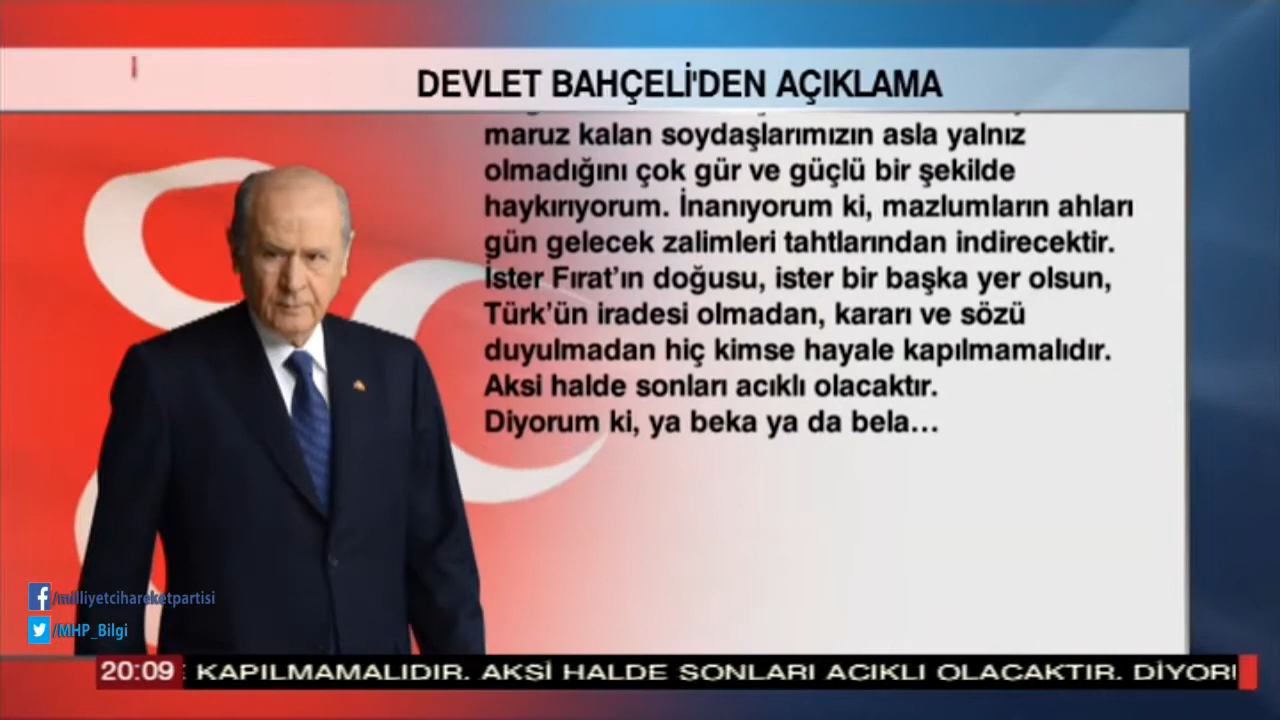 DEVLET BAHÇELİ'DEN AÇIKLAMA
maruz kalan soydaşlarımızın asla yalnız
olmadığını çok gür ve güçlü bir şekilde
haykırıyorum. İnanıyorum ki, mazlumların ahları
gün gelecek zalimleri tahtlarından indirecektir.
İster Fırat’ın doğusu, ister bir başka yer olsun,
Türk’ün iradesi olmadan, kararı ve sözü
duyulmadan hiç kimse hayale kapılmamalıdır.
Aksi halde sonları acıklı olacaktır.
Diyorum ki, ya beka ya da bela…
/milliyetcihareketpartisi
/MHP_Bilgi
20:09 KAPILMAMALIDIR. AKSİ HALDE SONLARI ACIKLI OLACAKTIR. DİYOR